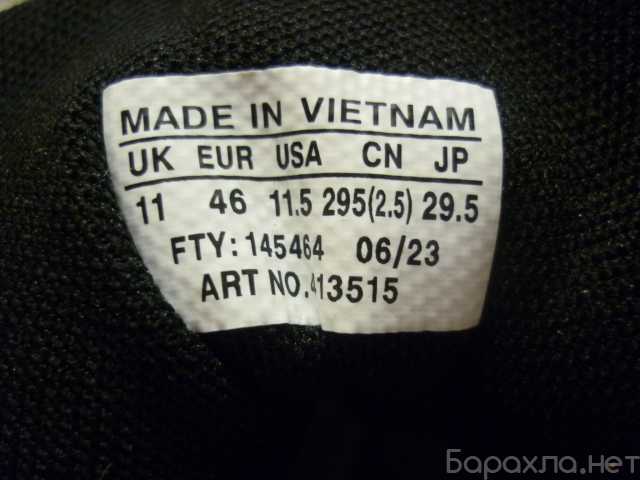 MADE IN VIETNAM
UK EUR USA CN JP
11 46 11.5 295(2.5) 29.5
FTY: 145464 06/23
ART NO.413515
Барахла.нет